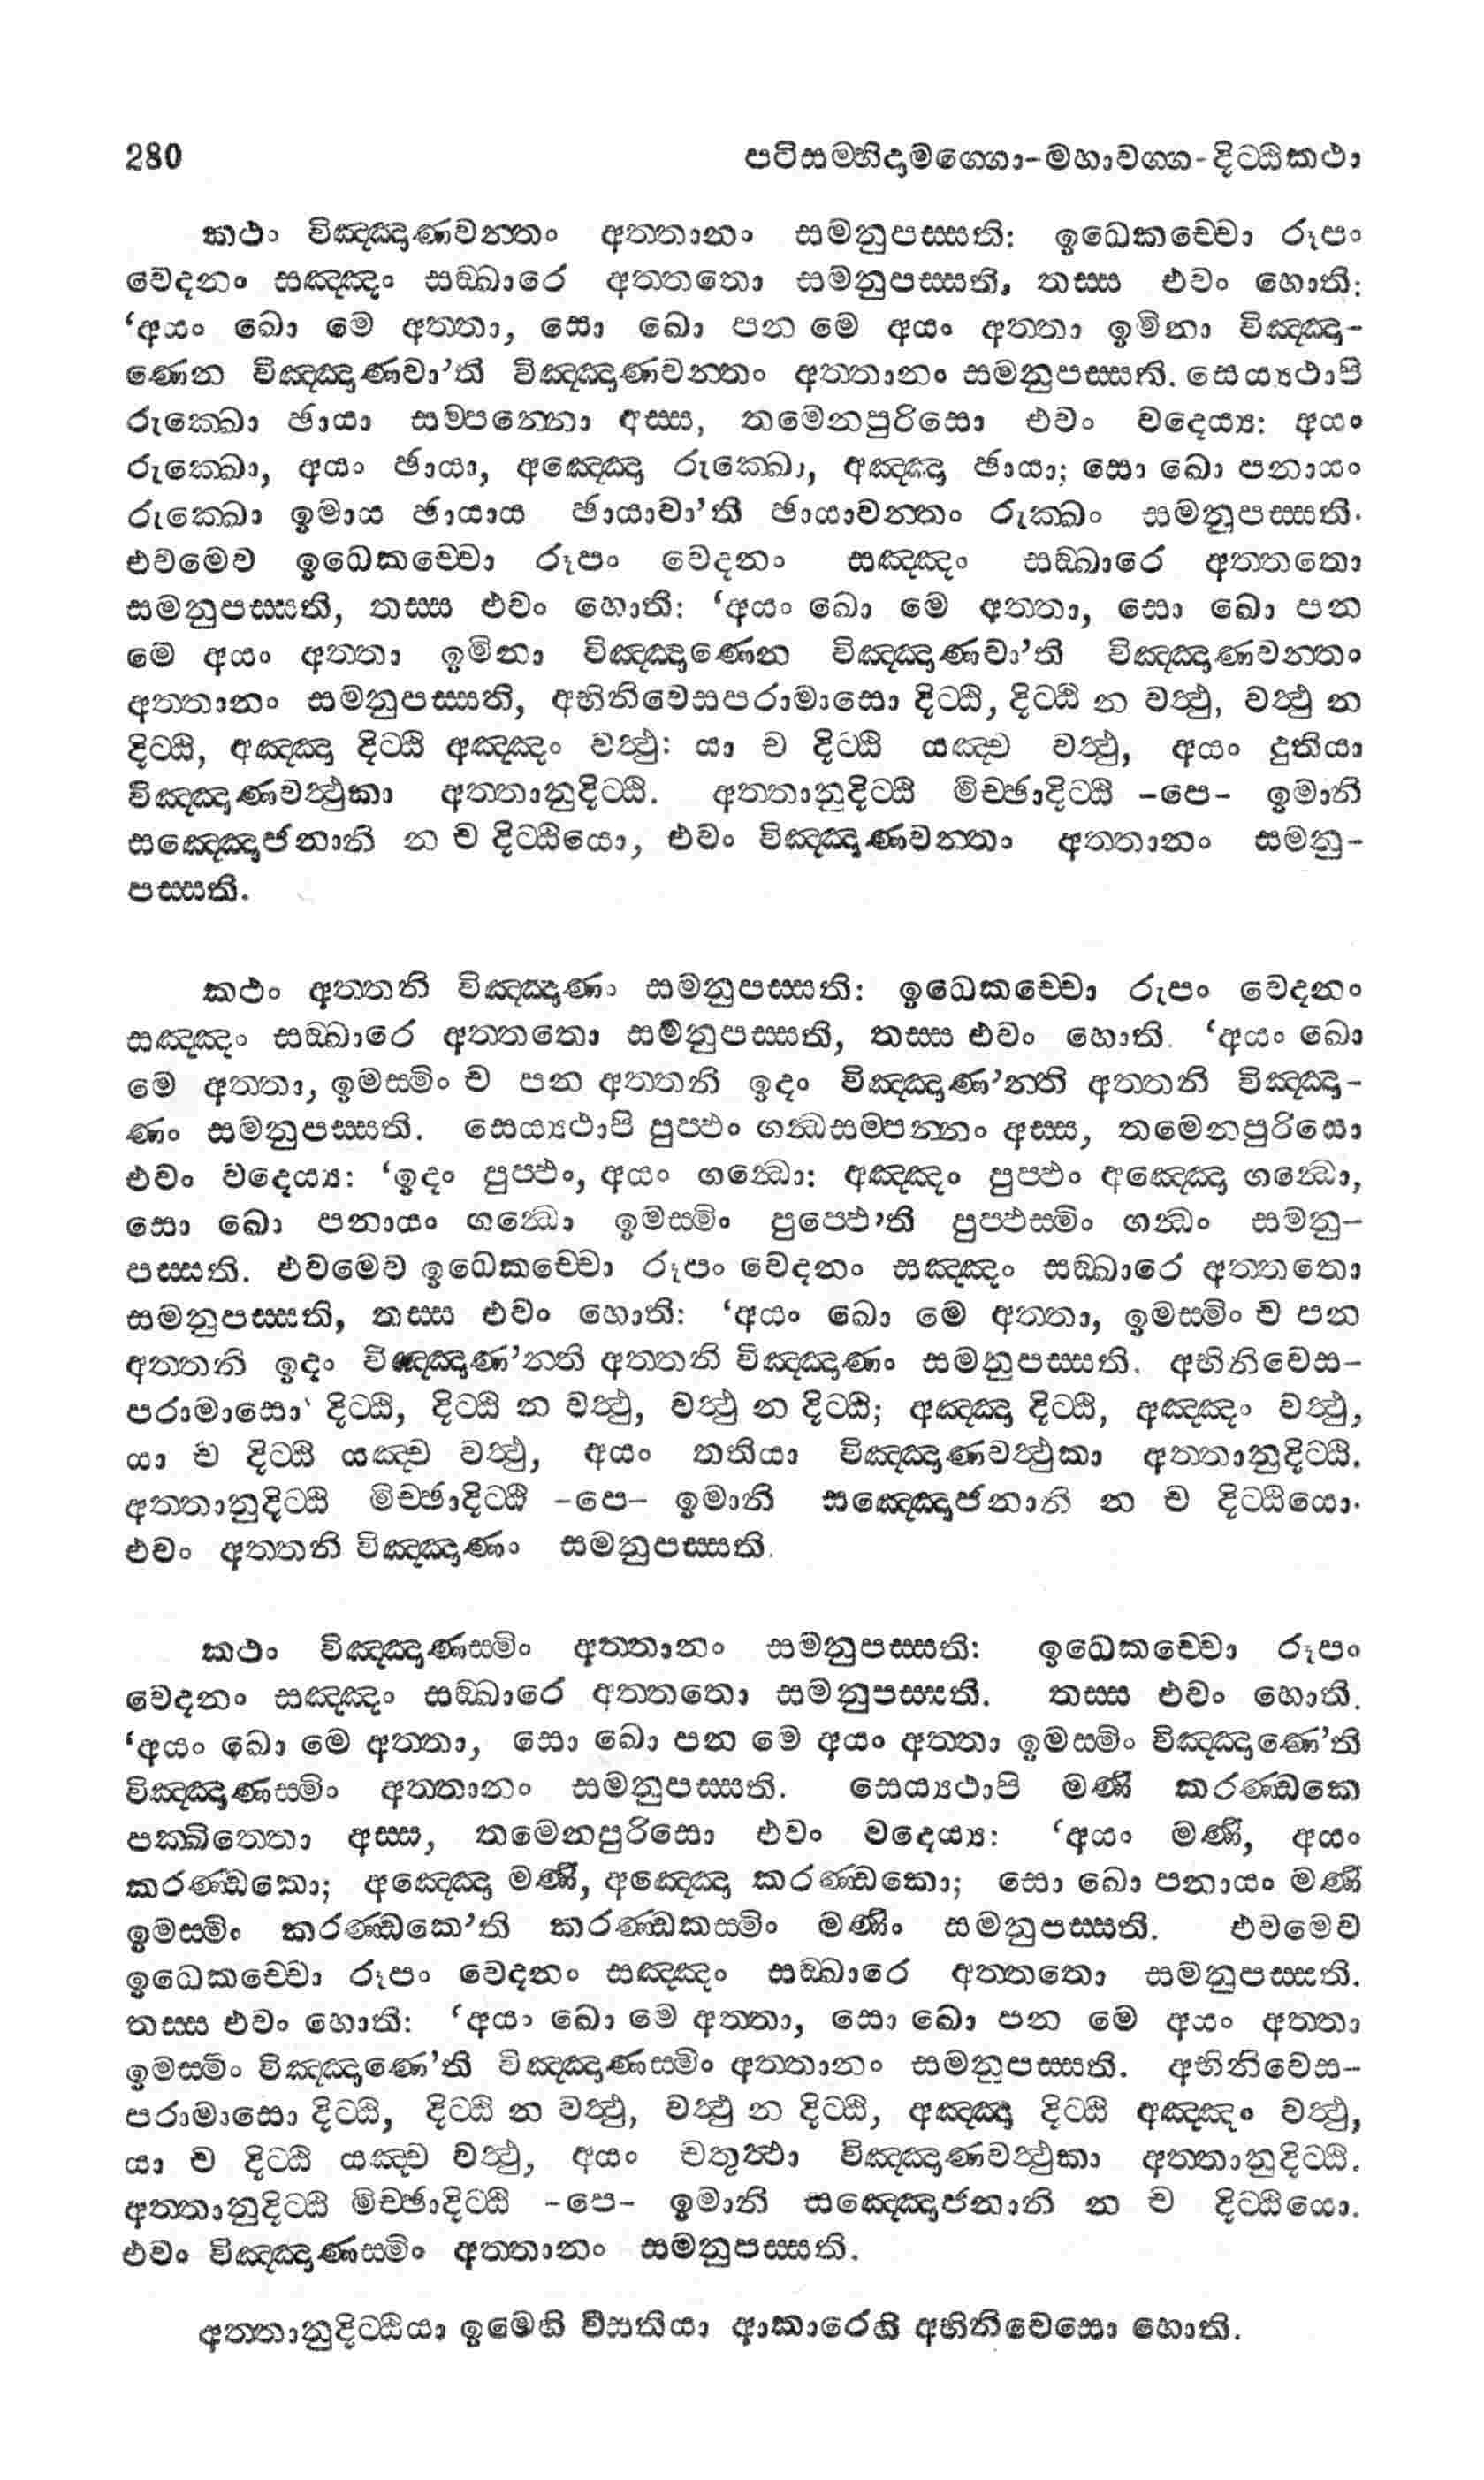 280 පටිසම්භිදාමග්ගො-මහාවග්ග-දිට්ඨිකථා
කථං විඤ්ඤාණවන්තං අත්තානං සමනුපස්සති: ඉධෙකච්චො රූපං
වෙදනං සඤ්ඤං සඞ්ඛාරෙ අත්තතො සමනුපස්සති, තස්ස එවං හොති:
‘අයං ඛො මෙ අත්තා, සො ඛො පන මෙ අයං අත්තා ඉමිනා විඤ්ඤා-
ණෙන විඤ්ඤාණවා’ති විඤ්ඤාණවන්තං අත්තානං සමනුපස්සති. සෙය්‍යථාපි
රුක්ඛො ඡායා සම්පන්නො අස්ස, තමෙනපුරිසො එවං වදෙය්‍ය: අයං
රුක්ඛො, අයං ඡායා, අඤ්ඤො රුක්ඛො, අඤ්ඤා ඡායා; සො ඛො පනායං
රුක්ඛො ඉමාය ඡායාය ඡායාවා’ති ඡායාවන්තං රුක්ඛං සමනුපස්සති.
එවමෙව ඉධෙකච්චො රූපං වෙදනං සඤ්ඤං සඞ්ඛාරෙ අත්තතො
සමනුපස්සති, තස්ස එවං හොති: ‘අයං ඛො මෙ අත්තා, සො ඛො පන
මෙ අයං අත්තා ඉමිනා විඤ්ඤාණෙන විඤ්ඤාණවා’ති විඤ්ඤාණවන්තං
අත්තානං සමනුපස්සති, අභිනිවෙසපරාමාසො දිට්ඨි, දිට්ඨි න වත්ථු, වත්ථු න
දිට්ඨි, අඤ්ඤා දිට්ඨි අඤ්ඤං වත්ථු: යා ච දිට්ඨි යඤ්ච වත්ථු, අයං දුතියා
විඤ්ඤාණවත්ථුකා අත්තානුදිට්ඨි. අත්තානුදිට්ඨි මිච්ඡාදිට්ඨි -පෙ- ඉමානි
සඤ්ඤොජනානි න ච දිට්ඨියො, එවං විඤ්ඤාණවන්තං අත්තානං සමනු-
පස්සති.
කථං අත්තනි විඤ්ඤාණං සමනුපස්සති: ඉධෙකච්චො රුපං වෙදනං
සඤ්ඤං සඞ්ඛාරෙ අත්තතො සමනුපස්සති, තස්ස එවං හොති. ‘අයං ඛො
මෙ අත්තා, ඉමස්මිං ච පන අත්තනි ඉදං විඤ්ඤාණ’න්ති අත්තනි විඤ්ඤා-
ණං සමනුපස්සති. සෙය්‍යථාපි පුප්ඵං ගන්ධසම්පන්නං අස්ස, තමෙනපුරිසො
එවං වදෙය්‍ය: ‘ඉදං පුප්ඵං, අයං ගන්ධො: අඤ්ඤං පුප්ඵං අඤ්ඤො ගන්ධො,
සො ඛො පනායං ගන්ධො ඉමස්මිං පුප්ඵෙ’ති පුප්ඵස්මිං ගන්ධං සමනු-
පස්සති. එවමෙව ඉධෙකච්චො රූපං වෙදනං සඤ්ඤං සඞ්ඛාරෙ අත්තතො
සමනුපස්සති, තස්ස එවං හොති: ‘අයං ඛො මෙ අත්තා, ඉමස්මිං ච පන
අත්තනි ඉදං විඤ්ඤාණ’න්ති අත්තනි විඤ්ඤාණං සමනුපස්සති. අභිනිවෙස-
පරාමාසො දිට්ඨි, දිට්ඨි න වත්ථු, වත්ථු න දිට්ඨි; අඤ්ඤා දිට්ඨි, අඤ්ඤං වත්ථු,
යා ච දිට්ඨි යඤ්ච වත්ථු, අයං තතියා විඤ්ඤාණවත්ථුකා අත්තානුදිට්ඨි.
අත්තානුදිට්ඨි මිච්ඡාදිට්ඨි -පෙ- ඉමානි සඤ්ඤොජනානි න ච දිට්ඨියො.
එවං අත්තනි විඤ්ඤාණං සමනුපස්සති.
කථං විඤ්ඤාණස්මිං අත්තානං සමනුපස්සති: ඉධෙකච්චො රූපං
වෙදනං සඤ්ඤං සඞ්ඛාරෙ අත්තතො සමනුපස්සති. තස්ස එවං හොති.
‘අයං ඛො මෙ අත්තා, සො ඛො පන මෙ අයං අත්තා ඉමස්මිං විඤ්ඤාණෙ’ති
විඤ්ඤාණස්මිං අත්තානං සමනුපස්සති. සෙය්‍යථාපි මණි කරණ්ඩකෙ
පක්ඛිත්තො අස්ස, තමෙනපුරිසො එවං වදෙය්‍ය: ‘අයං මණි, අයං
කරණ්ඩකො; අඤ්ඤො මණි, අඤ්ඤො කරණ්ඩකො; සො ඛො පනායං මණි
ඉමස්මිං කරණ්ඩකෙ’ති කරණ්ඩකස්මිං මණිං සමනුපස්සති. එවමෙව
ඉධෙකච්චො රූපං වෙදනං සඤ්ඤං සඞ්ඛාරෙ අත්තතො සමනුපස්සති.
තස්ස එවං හොති: ‘අයං ඛො මෙ අත්තා, සො ඛො පන මෙ අයං අත්තා
ඉමස්මිං විඤ්ඤාණෙ’ති විඤ්ඤාණස්මිං අත්තානං සමනුපස්සති. අභිනිවෙස-
පරාමාසො දිට්ඨි, දිට්ඨි න වත්ථු, වත්ථු න දිට්ඨි, අඤ්ඤා දිට්ඨි අඤ්ඤං වත්ථු,
යා ච දිට්ඨි යඤ්ච වත්ථු, අයං චතුත්ථා විඤ්ඤාණවත්ථුකා අත්තානුදිට්ඨි.
අත්තානුදිට්ඨි මිච්ඡාදිට්ඨි -පෙ- ඉමානි සඤ්ඤොජනානි න ච දිට්ඨියො.
එවං විඤ්ඤාණස්මිං අත්තානං සමනුපස්සති.
අත්තානුදිට්ඨියා ඉමෙහි වීසතියා ආකාරෙහි අභිනිවෙසො හොති.